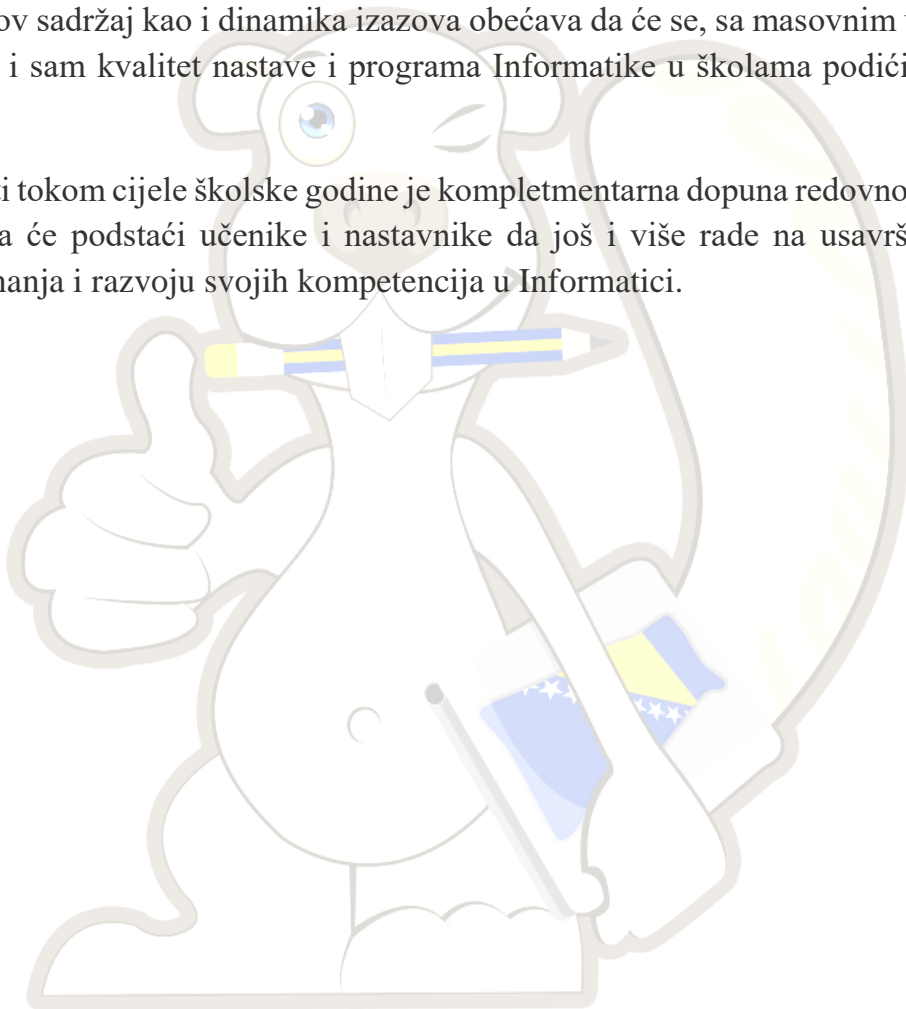 ov sadržaj kao i dinamika izazova obećava da će se, sa masovnim
i sam kvalitet nastave i programa Informatike u školama podići
ti tokom cijele školske godine je kompletmentarna dopuna redovno
a će podstaći učenike i nastavnike da još i više rade na usavrš
nanja i razvoju svojih kompetencija u Informatici.